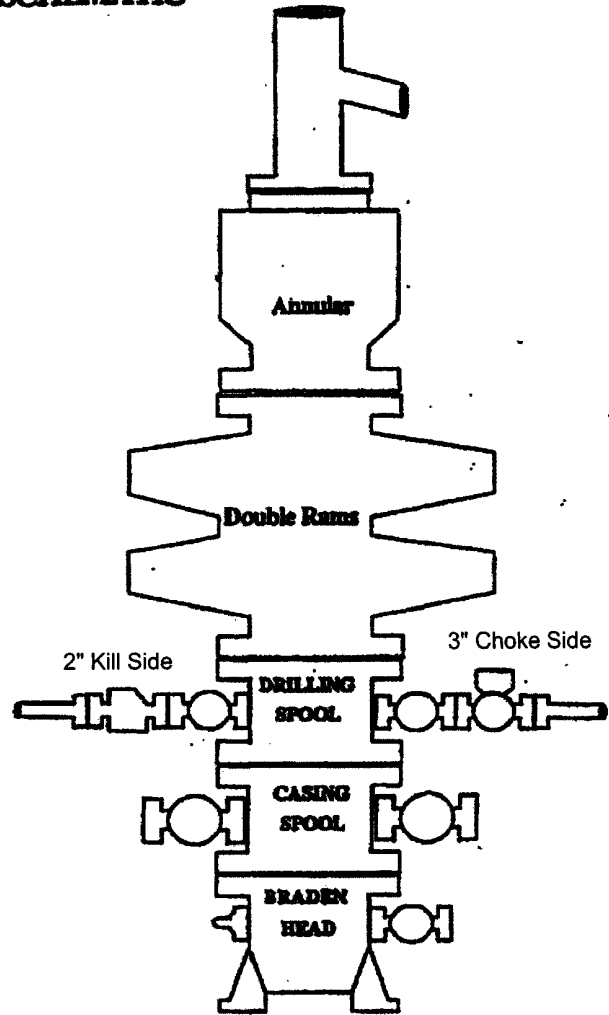 Annular
Double Rams
2" Kill Side
3" Choke Side
DRILLING
SPOOL
CASING
SPOOL
BRADEN
HEAD